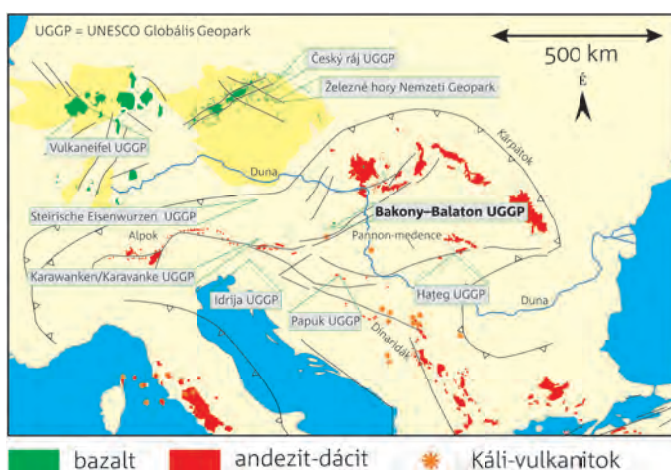 UGGP = UNESCO Globális Geopark
500 km
É
Český ráj UGGP
Železné hory Nemzeti Geopark
Vulkaneifel UGGP
Kárpátok
Duna
Steirische Eisenwurzen UGGP
Bakony–Balaton UGGP
Alpok
Pannon-medence
Karawanken/Karavanke UGGP
Idrija UGGP
Hațeg UGGP
Papuk UGGP
Duna
Dinaridák
bazalt
andezit-dácit
Káli-vulkanitok